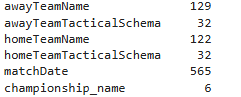 awayTeamName 129
awayTeamTacticalSchema 32
homeTeamName 122
homeTeamTacticalSchema 32
matchDate 565
championship_name 6